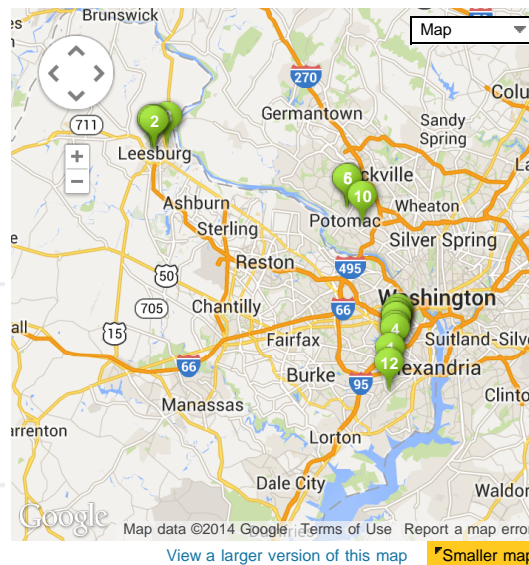 Brunswick
Map
270
Colu
Germantown
711
Sandy
Spring
2
Leesburg
6
ckville
10
Ashburn
Potomac
Wheaton
Sterling
Silver Spring
Reston
495
50
Washington
Chantilly
705
66
4
15
Fairfax
Suitland-Silve
66
12
exandria
Burke
95
Clinto
Manassas
arrenton
Lorton
Dale City
Waldor
Google
Map data ©2014 Google
Terms of Use
Report a map error
View a larger version of this map
Smaller map